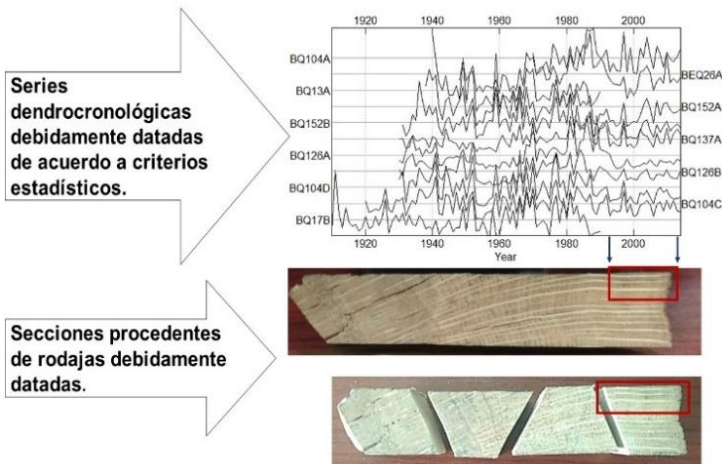 Series
dendrocronológicas
debidamente datadas
de acuerdo a criterios
estadísticos.
1920 1940 1960 1980 2000
BQ104A
BEQ26A
BQ13A
BQ152A
BQ152B
BQ137A
BQ126A
BQ126B
BQ104D
BQ104C
BQ17B
1920 1940 1960 1980 2000
Year
Secciones procedentes
de rodajas debidamente
datadas.